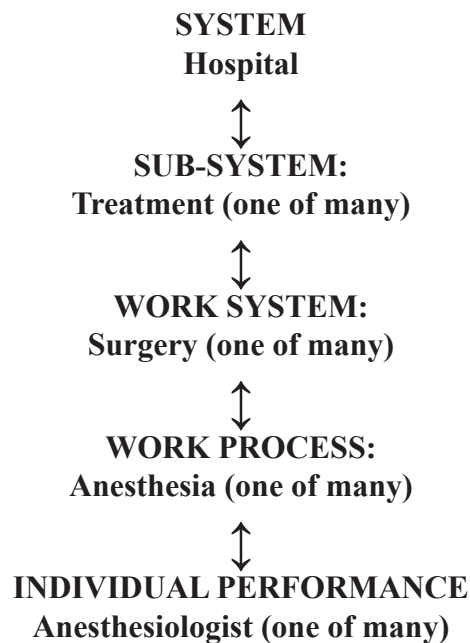 SYSTEM
Hospital
SUB-SYSTEM:
Treatment (one of many)
WORK SYSTEM:
Surgery (one of many)
WORK PROCESS:
Anesthesia (one of many)
INDIVIDUAL PERFORMANCE
Anesthesiologist (one of many)